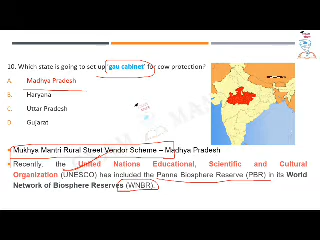 10. Which state is going to set up 'gau cabinet' for cow protection?
A. Madhya Pradesh
B. Haryana
C. Uttar Pradesh
D. Gujarat
Mukhya Mantri Rural Street Vendor Scheme – Madhya Pradesh
Recently, the United Nations Educational, Scientific and Cultural
Organization (UNESCO) has included the Panna Biosphere Reserve (PBR) in its World
Network of Biosphere Reserves (WNBR)